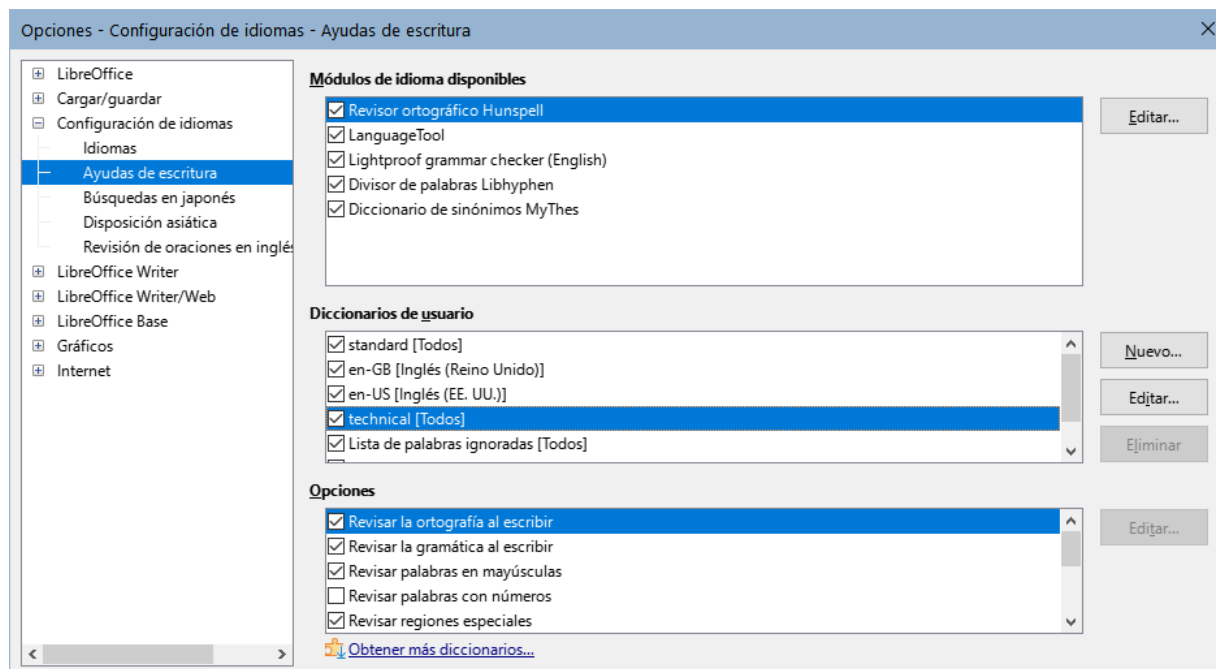 Opciones - Configuración de idiomas - Ayudas de escritura
LibreOffice
Cargar/guardar
Configuración de idiomas
Idiomas
Ayudas de escritura
Búsquedas en japonés
Disposición asiática
Revisión de oraciones en inglés
LibreOffice Writer
LibreOffice Writer/Web
LibreOffice Base
Gráficos
Internet
Módulos de idioma disponibles
Revisor ortográfico Hunspell
LanguageTool
Lightproof grammar checker (English)
Divisor de palabras Libhyphen
Diccionario de sinónimos MyThes
Editar...
Diccionarios de usuario
standard [Todos]
en-GB [Inglés (Reino Unido)]
en-US [Inglés (EE. UU.)]
technical [Todos]
Lista de palabras ignoradas [Todos]
Nuevo...
Editar...
Eliminar
Opciones
Revisar la ortografía al escribir
Revisar la gramática al escribir
Revisar palabras en mayúsculas
Revisar palabras con números
Revisar regiones especiales
Editar...
Obtener más diccionarios...